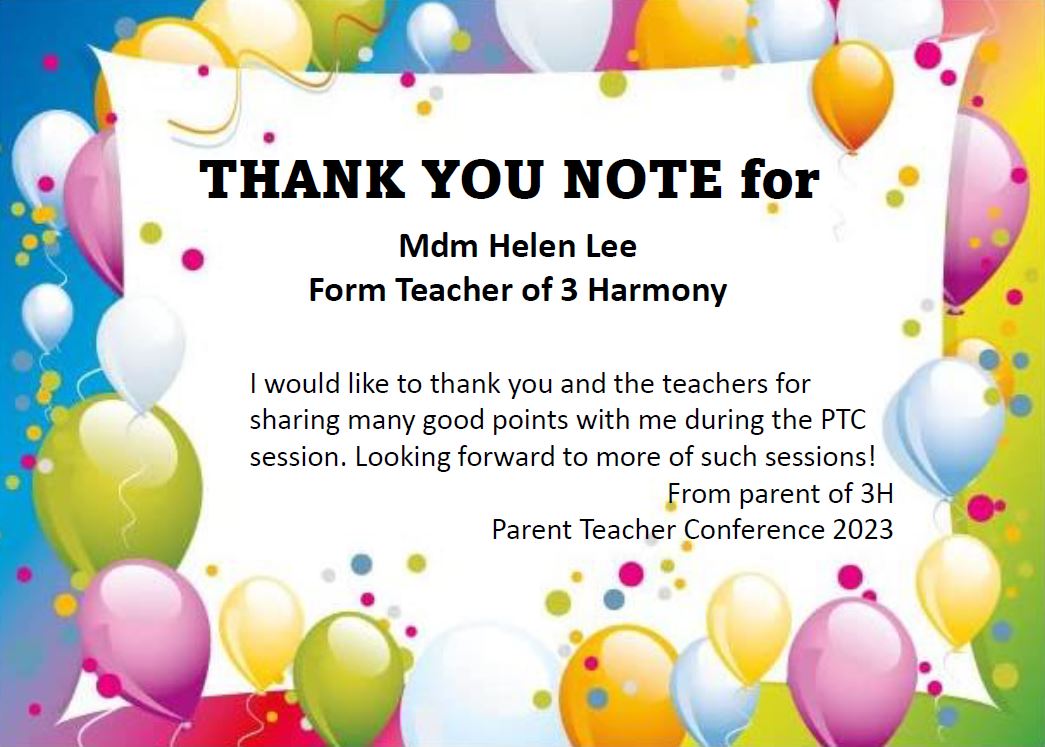 THANK YOU NOTE for
Mdm Helen Lee
Form Teacher of 3 Harmony
I would like to thank you and the teachers for
sharing many good points with me during the PTC
session. Looking forward to more of such sessions!
From parent of 3H
Parent Teacher Conference 2023